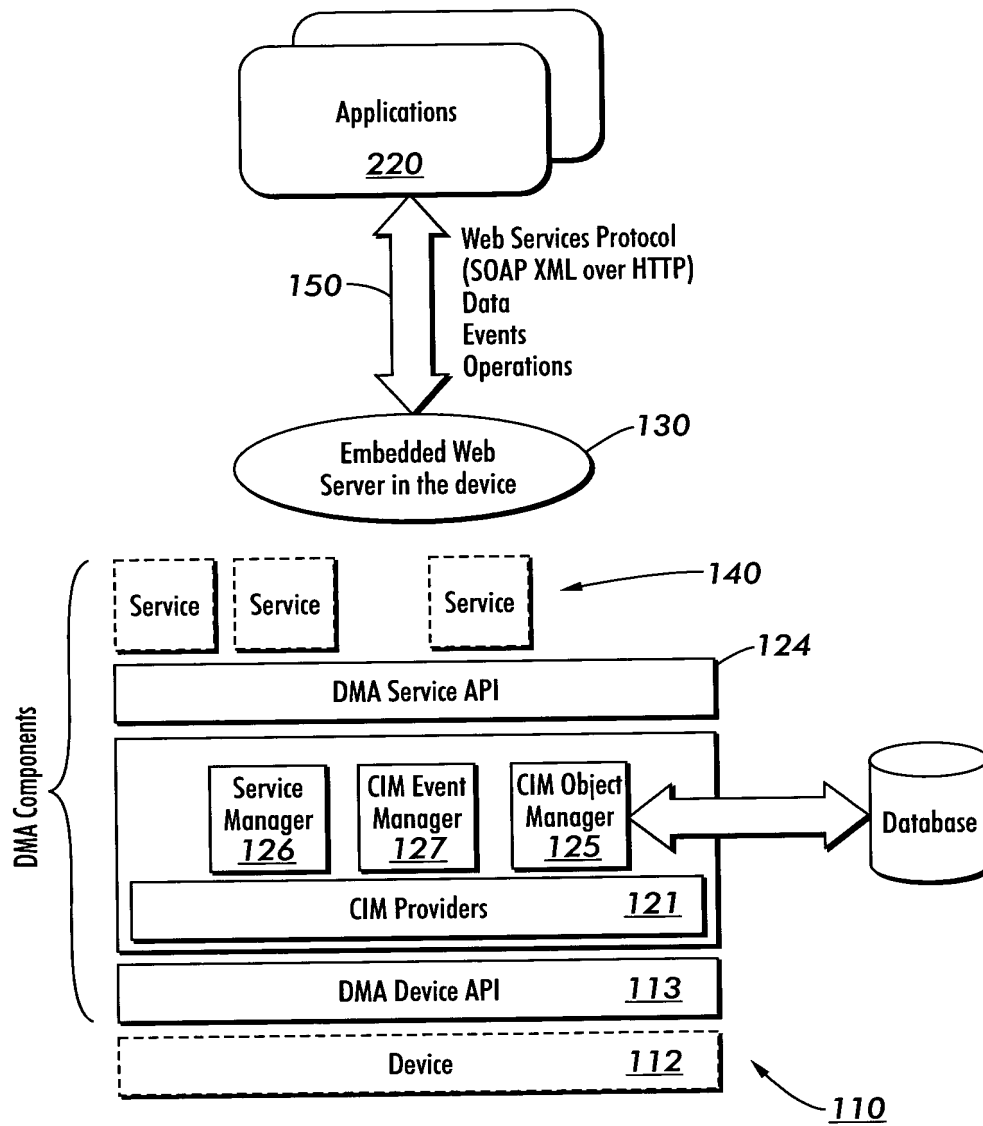 Applications
220
150
Web Services Protocol
(SOAP XML over HTTP)
Data
Events
Operations
130
Embedded Web
Server in the device
140
Service
Service
Service
124
DMA Service API
DMA Components
Service
Manager
126
CIM Event
Manager
127
CIM Object
Manager
125
Database
CIM Providers
121
DMA Device API
113
Device
112
110